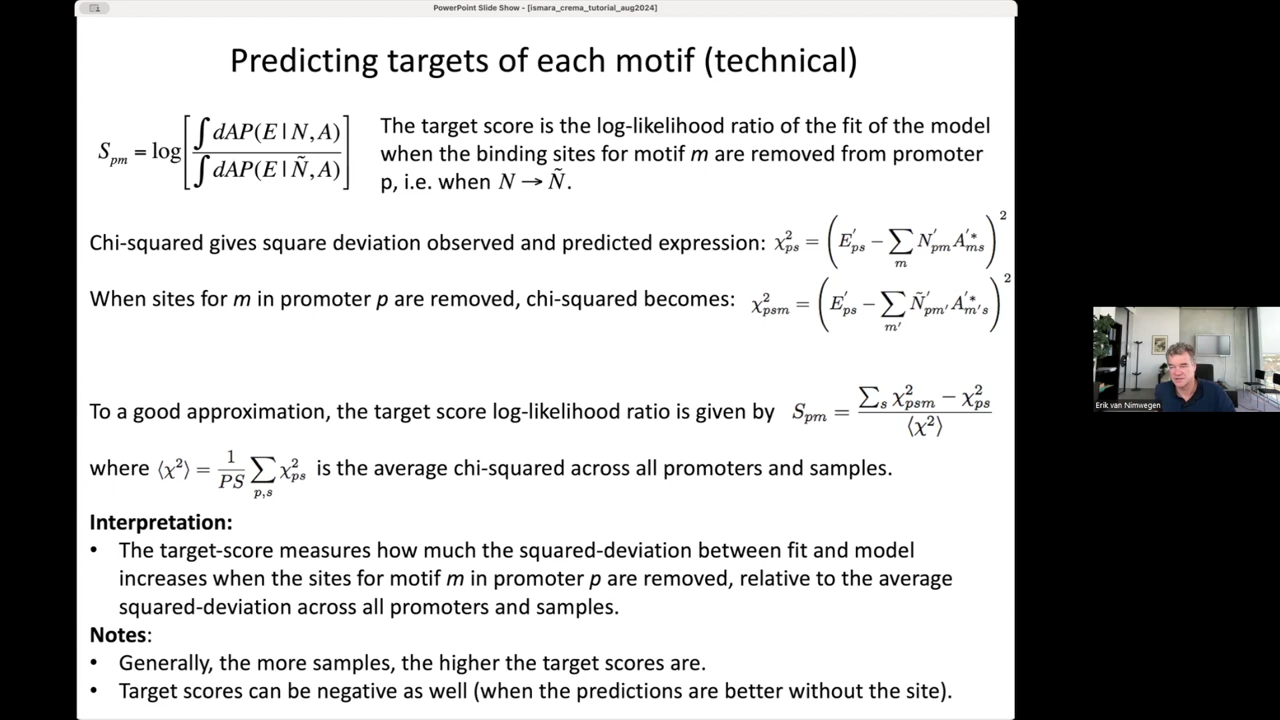 PowerPoint Slide Show - [ismara_crema_tutorial_aug2024]
Predicting targets of each motif (technical)
S_pm = log[∫dAP(E|N,A) / ∫dAP(E|Ñ,A)]
The target score is the log-likelihood ratio of the fit of the model
when the binding sites for motif m are removed from promoter
p, i.e. when N → Ñ.
Chi-squared gives square deviation observed and predicted expression: χ²_ps = (E'_ps − ∑_m N'_pm A'*_ms)²
When sites for m in promoter p are removed, chi-squared becomes: χ²_psm = (E'_ps − ∑_m' Ñ'_pm' A'*_m's)²
To a good approximation, the target score log-likelihood ratio is given by S_pm = (∑_s χ²_psm − χ²_ps) / ⟨χ²⟩
where ⟨χ²⟩ = 1/PS ∑_p,s χ²_ps is the average chi-squared across all promoters and samples.
Interpretation:
• The target-score measures how much the squared-deviation between fit and model
increases when the sites for motif m in promoter p are removed, relative to the average
squared-deviation across all promoters and samples.
Notes:
• Generally, the more samples, the higher the target scores are.
• Target scores can be negative as well (when the predictions are better without the site).
Erik van Nimwegen